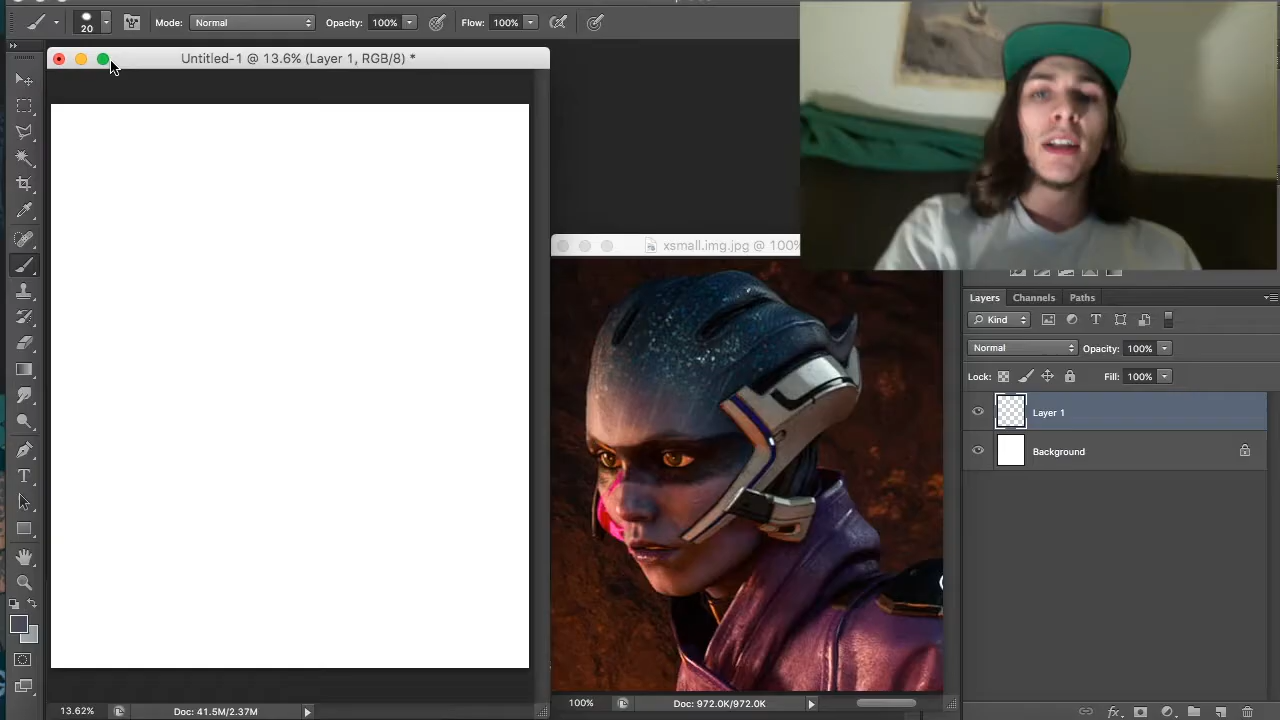 20
Mode: Normal Opacity: 100% Flow: 100%
Untitled-1 @ 13.6% (Layer 1, RGB/8) *
xsmall.img.jpg @ 100%
Layers Channels Paths
Kind
Normal Opacity: 100%
Lock: Fill: 100%
Layer 1
Background
fx
13.62% Doc: 41.5M/2.37M
100% Doc: 972.0K/972.0K